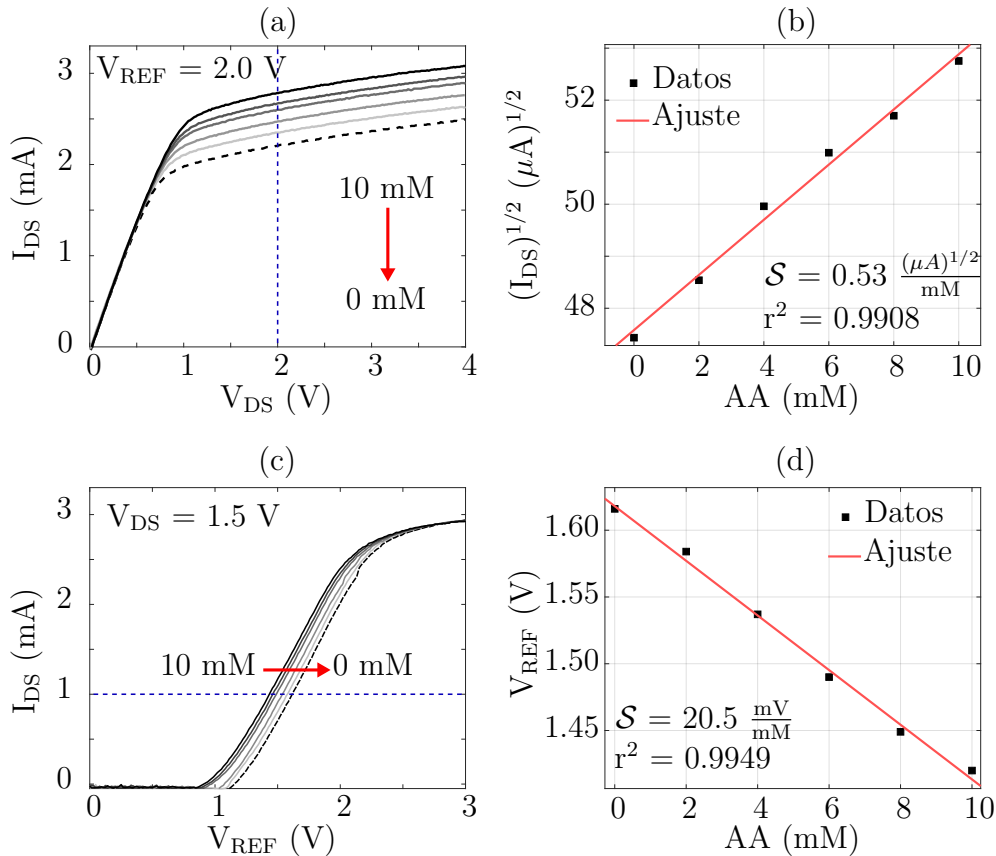 (a)
V_REF = 2.0 V
3
2
1
0
I_DS (mA)
10 mM
0 mM
0 1 2 3 4
V_DS (V)
(b)
Datos
Ajuste
52
50
48
(I_DS)^1/2 (μA)^1/2
S = 0.53 (μA)^1/2/mM
r^2 = 0.9908
0 2 4 6 8 10
AA (mM)
(c)
V_DS = 1.5 V
3
2
1
0
I_DS (mA)
10 mM 0 mM
0 1 2 3
V_REF (V)
(d)
Datos
Ajuste
1.60
1.55
1.50
1.45
V_REF (V)
S = 20.5 mV/mM
r^2 = 0.9949
0 2 4 6 8 10
AA (mM)